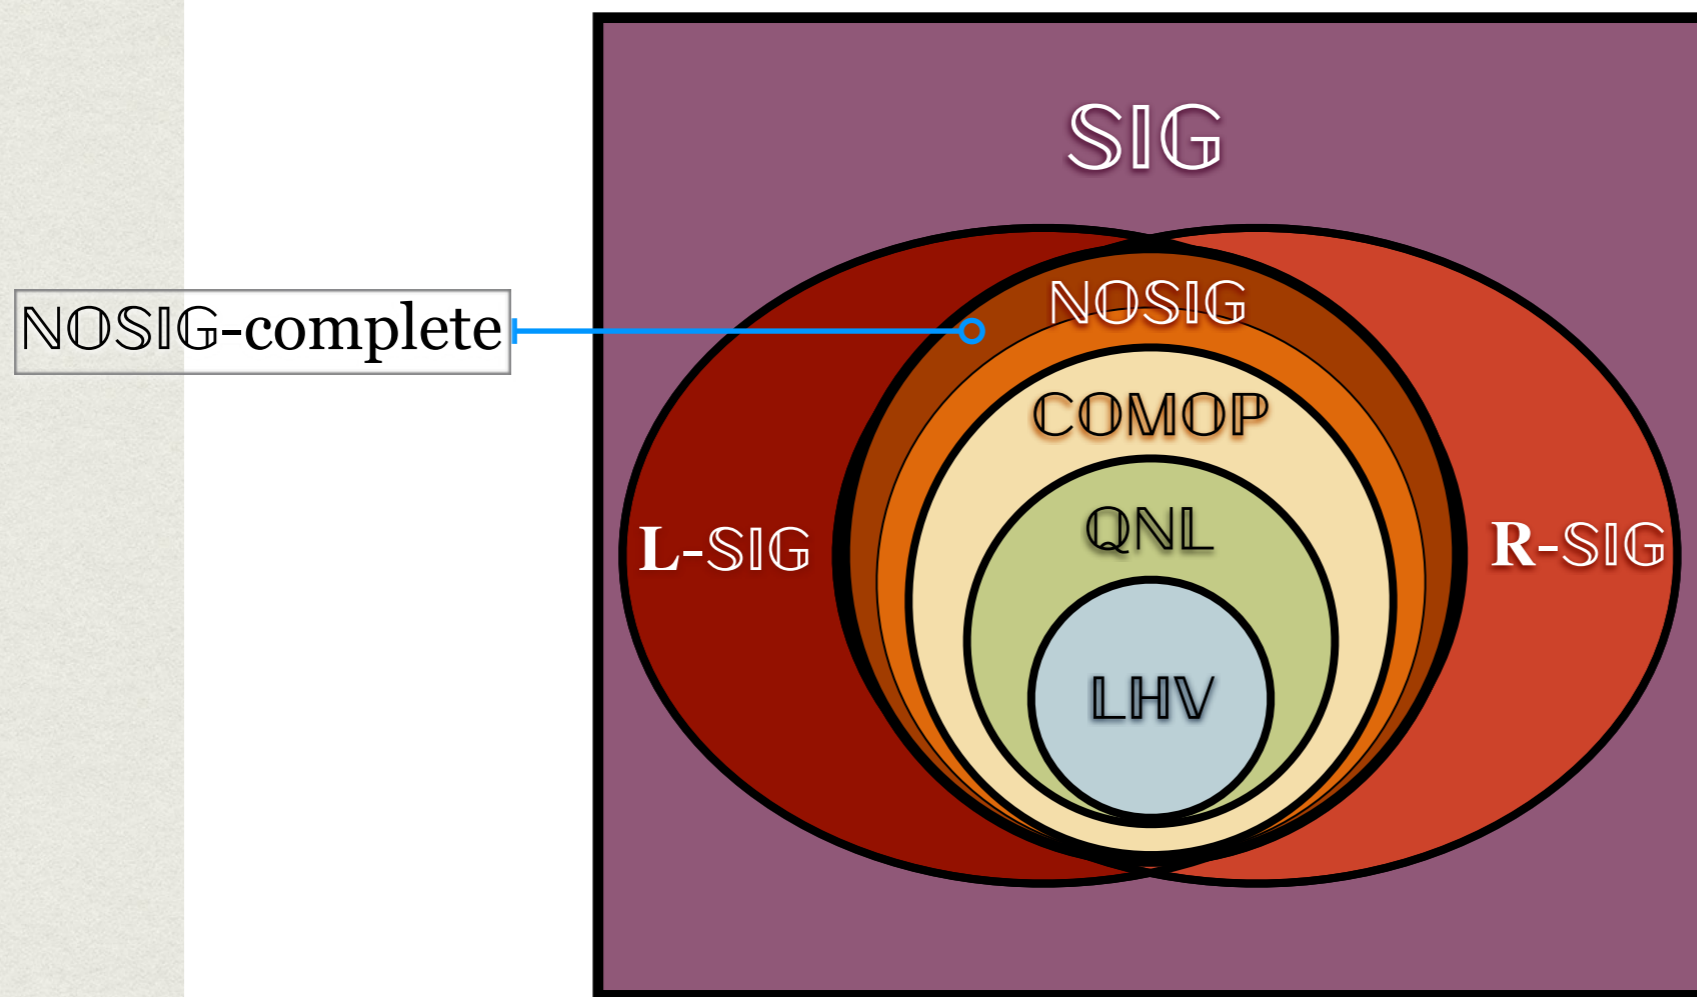 SIG
NOSIG
NOSIG-complete
COMOP
QNL
L-SIG
R-SIG
LHV